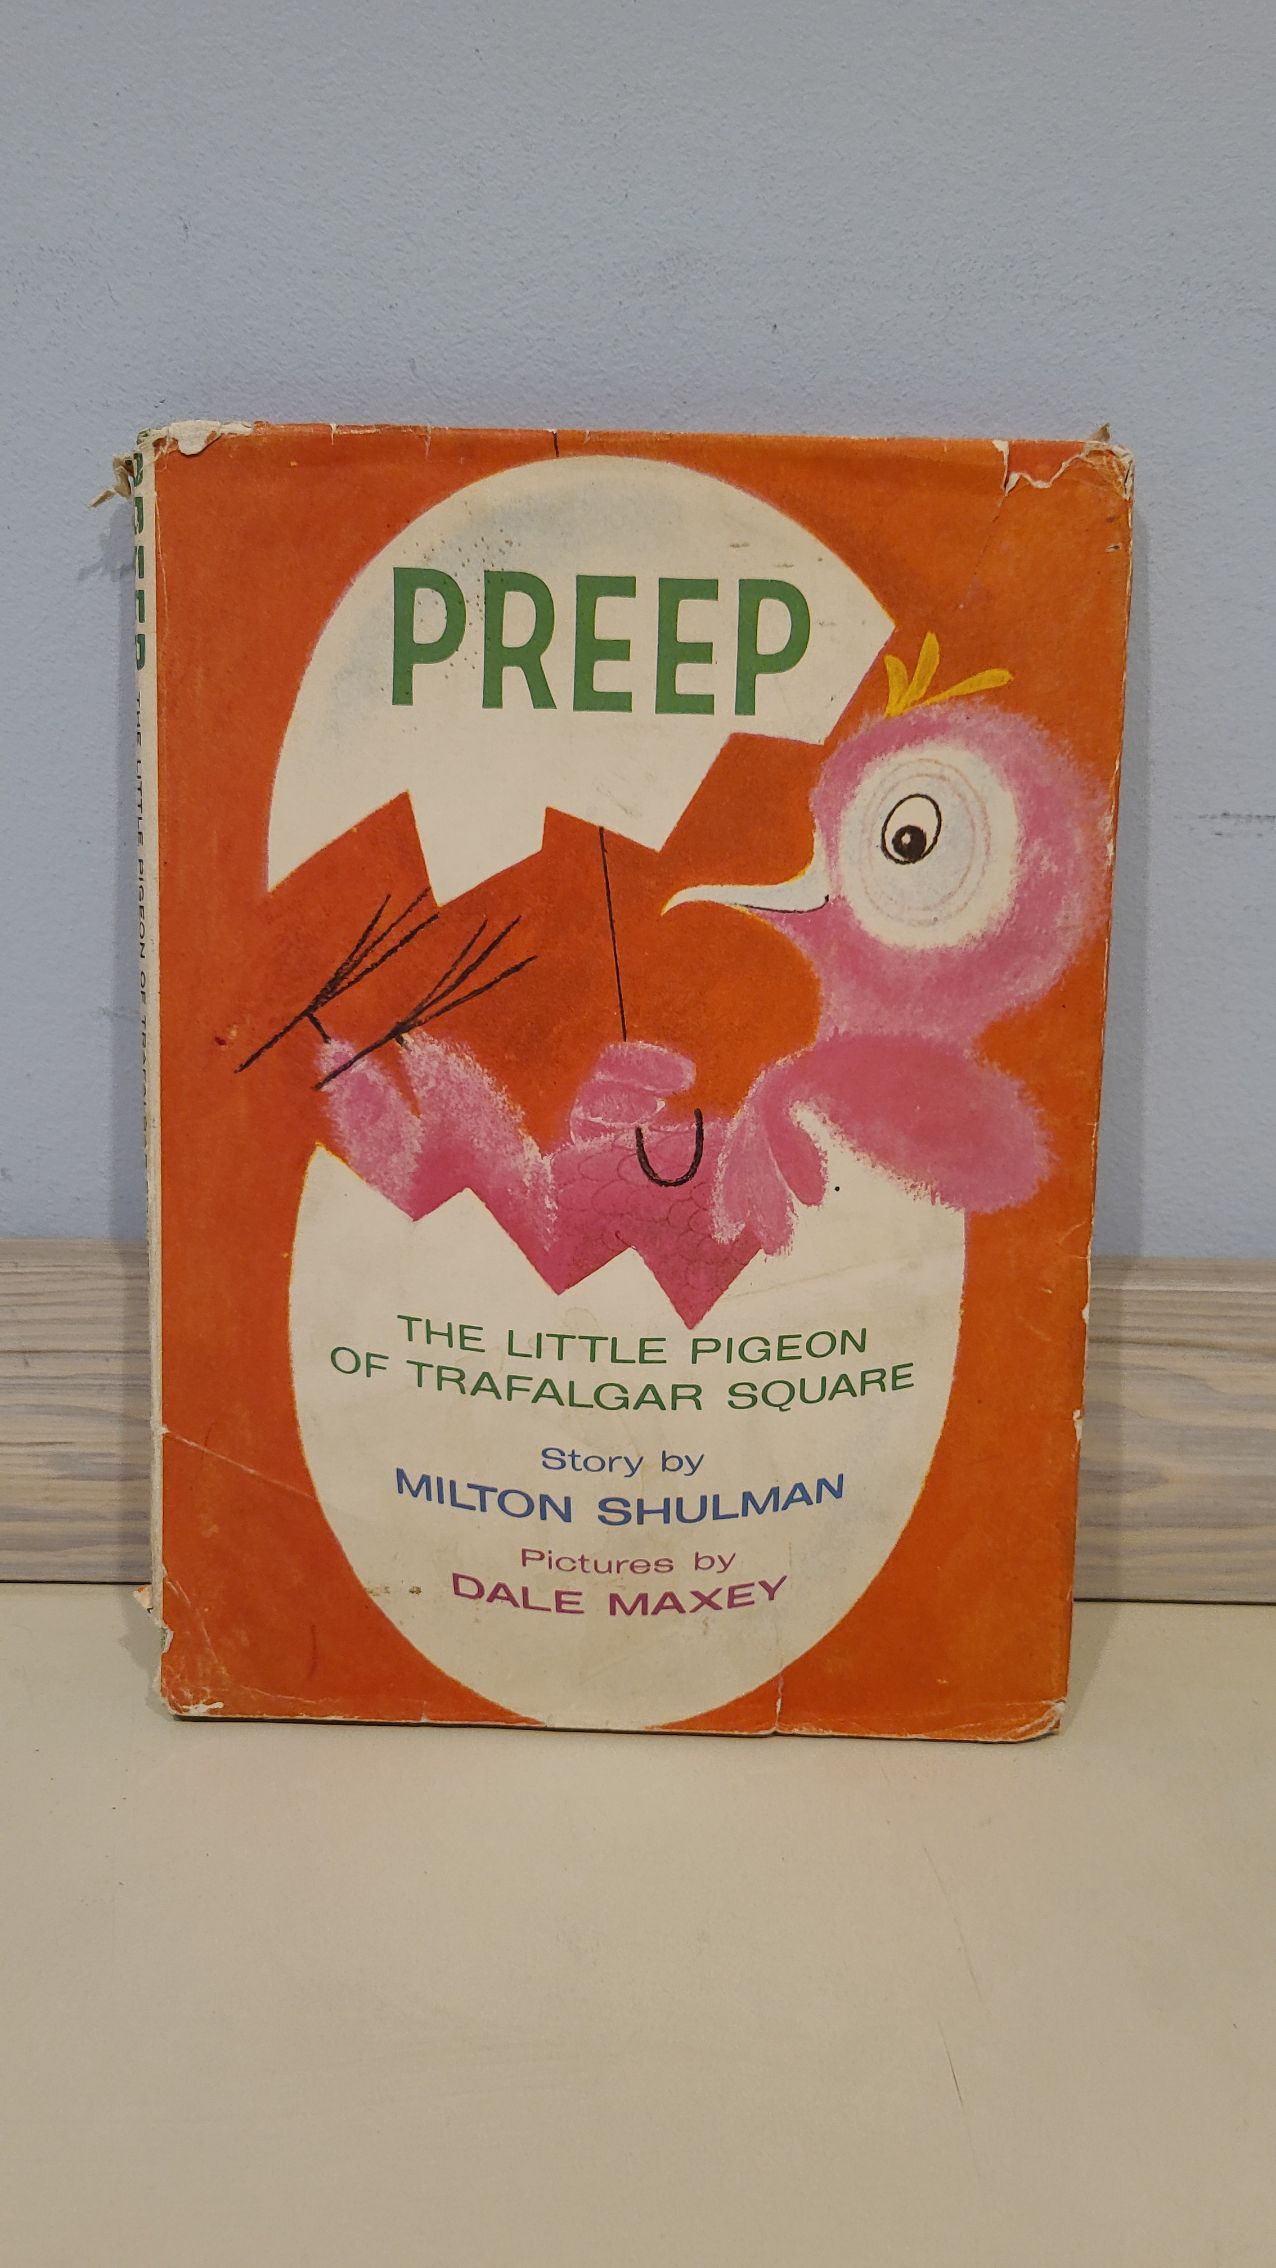 PREEP
THE LITTLE PIGEON
OF TRAFALGAR SQUARE
Story by
MILTON SHULMAN
Pictures by
DALE MAXEY
PREEP THE LITTLE PIGEON OF